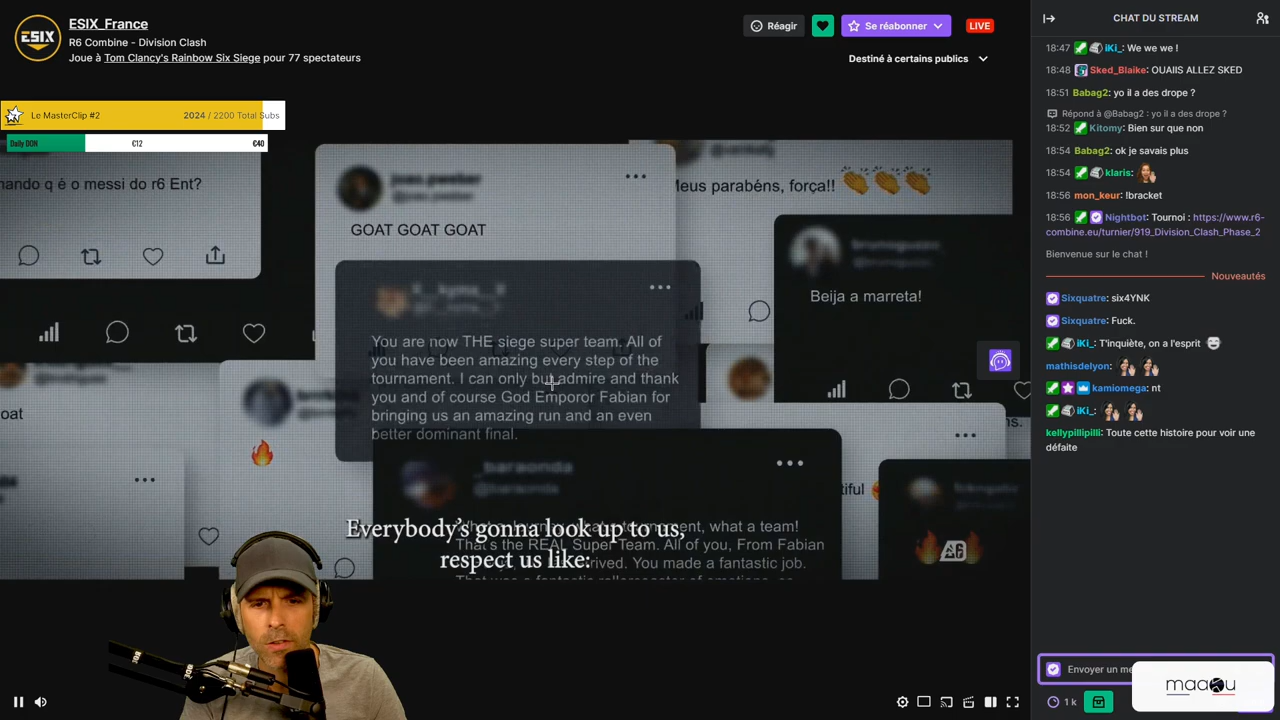 ESIX_France
R6 Combine - Division Clash
Joue à Tom Clancy's Rainbow Six Siege pour 77 spectateurs
Réagir
Se réabonner
LIVE
Destiné à certains publics
ESIX
Le MasterClip #2
2024 / 2200 Total Subs
Daily DON
€12
€40
mando q é o messi do r6 Ent?
GOAT GOAT GOAT
Meus parabéns, força!!
Beija a marreta!
You are now THE siege super team. All of
you have been amazing every step of the
tournament. I can only but admire and thank
you and of course God Emporor Fabian for
bringing us an amazing run and an even
better dominant final.
oat
_baraonda
@baraonda
what a team!
That's the REAL Super Team. All of you, From Fabian
You made a fantastic job.
Everybody's gonna look up to us,
respect us like:
CHAT DU STREAM
18:47 iKi_: We we we !
18:48 Sked_Blaike: OUAIIS ALLEZ SKED
18:51 Babag2: yo il a des drope ?
Répond à @Babag2 : yo il a des drope ?
18:52 Kitomy: Bien sur que non
18:54 Babag2: ok je savais plus
18:54 klaris:
18:56 mon_keur: !bracket
18:56 Nightbot: Tournoi : https://www.r6-
combine.eu/turnier/919_Division_Clash_Phase_2
Bienvenue sur le chat !
Nouveautés
Sixquatre: six4YNK
Sixquatre: Fuck.
iKi_: T'inquiète, on a l'esprit
mathisdelyon:
kamiomega: nt
iKi_:
kellypillipilli: Toute cette histoire pour voir une
défaite
Envoyer un me
1 k
maaou